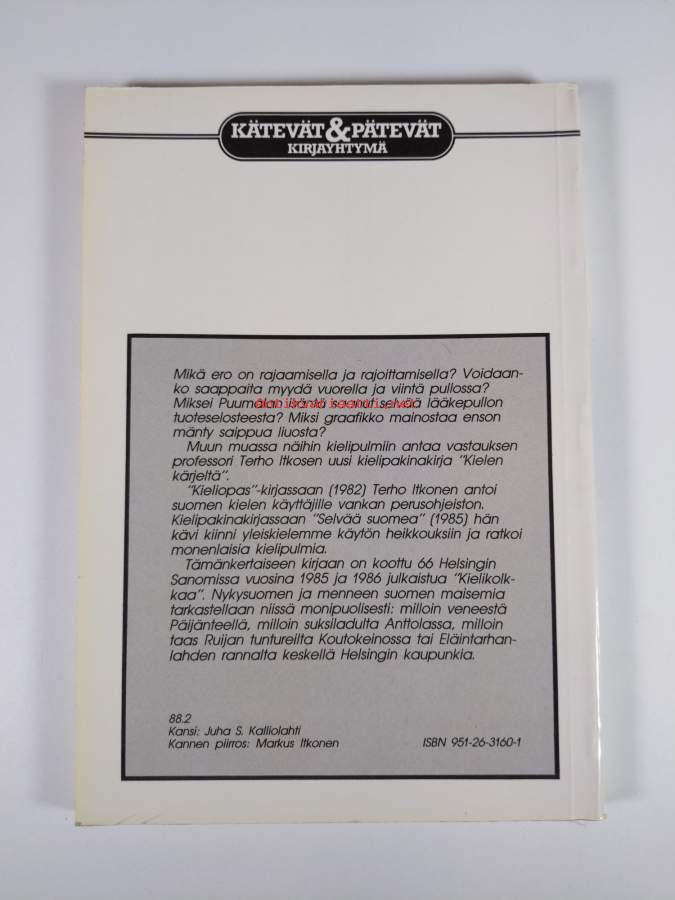 KÄTEVÄT & PÄTEVÄT
KIRJAYHTYMÄ
Mikä ero on rajaamisella ja rajoittamisella? Voidaan-
ko saappaita myydä vuorella ja viintä pullossa?
Miksei Puumalan isäntä saanut selvää lääkepullon
tuoteselosteesta? Miksi graafikko mainostaa enson
mänty saippua liuosta?
Muun muassa näihin kielipulmiin antaa vastauksen
professori Terho Itkosen uusi kielipakinakirja "Kielen
kärjeltä".
"Kieliopas"-kirjassaan (1982) Terho Itkonen antoi
suomen kielen käyttäjille vankan perusohjeiston.
Kielipakinakirjassaan "Selvää suomea" (1985) hän
kävi kiinni yleiskielemme käytön heikkouksiin ja ratkoi
monenlaisia kielipulmia.
Tämänkertaiseen kirjaan on koottu 66 Helsingin
Sanomissa vuosina 1985 ja 1986 julkaistua "Kielikolk-
kaa". Nykysuomen ja menneen suomen maisemia
tarkastellaan niissä monipuolisesti: milloin veneestä
Päijänteellä, milloin suksiladulta Anttolassa, milloin
taas Ruijan tuntureilta Koutokeinossa tai Eläintarhan-
lahden rannalta keskellä Helsingin kaupunkia.
88.2
Kansi: Juha S. Kalliolahti
Kannen piirros: Markus Itkonen
ISBN 951-26-3160-1